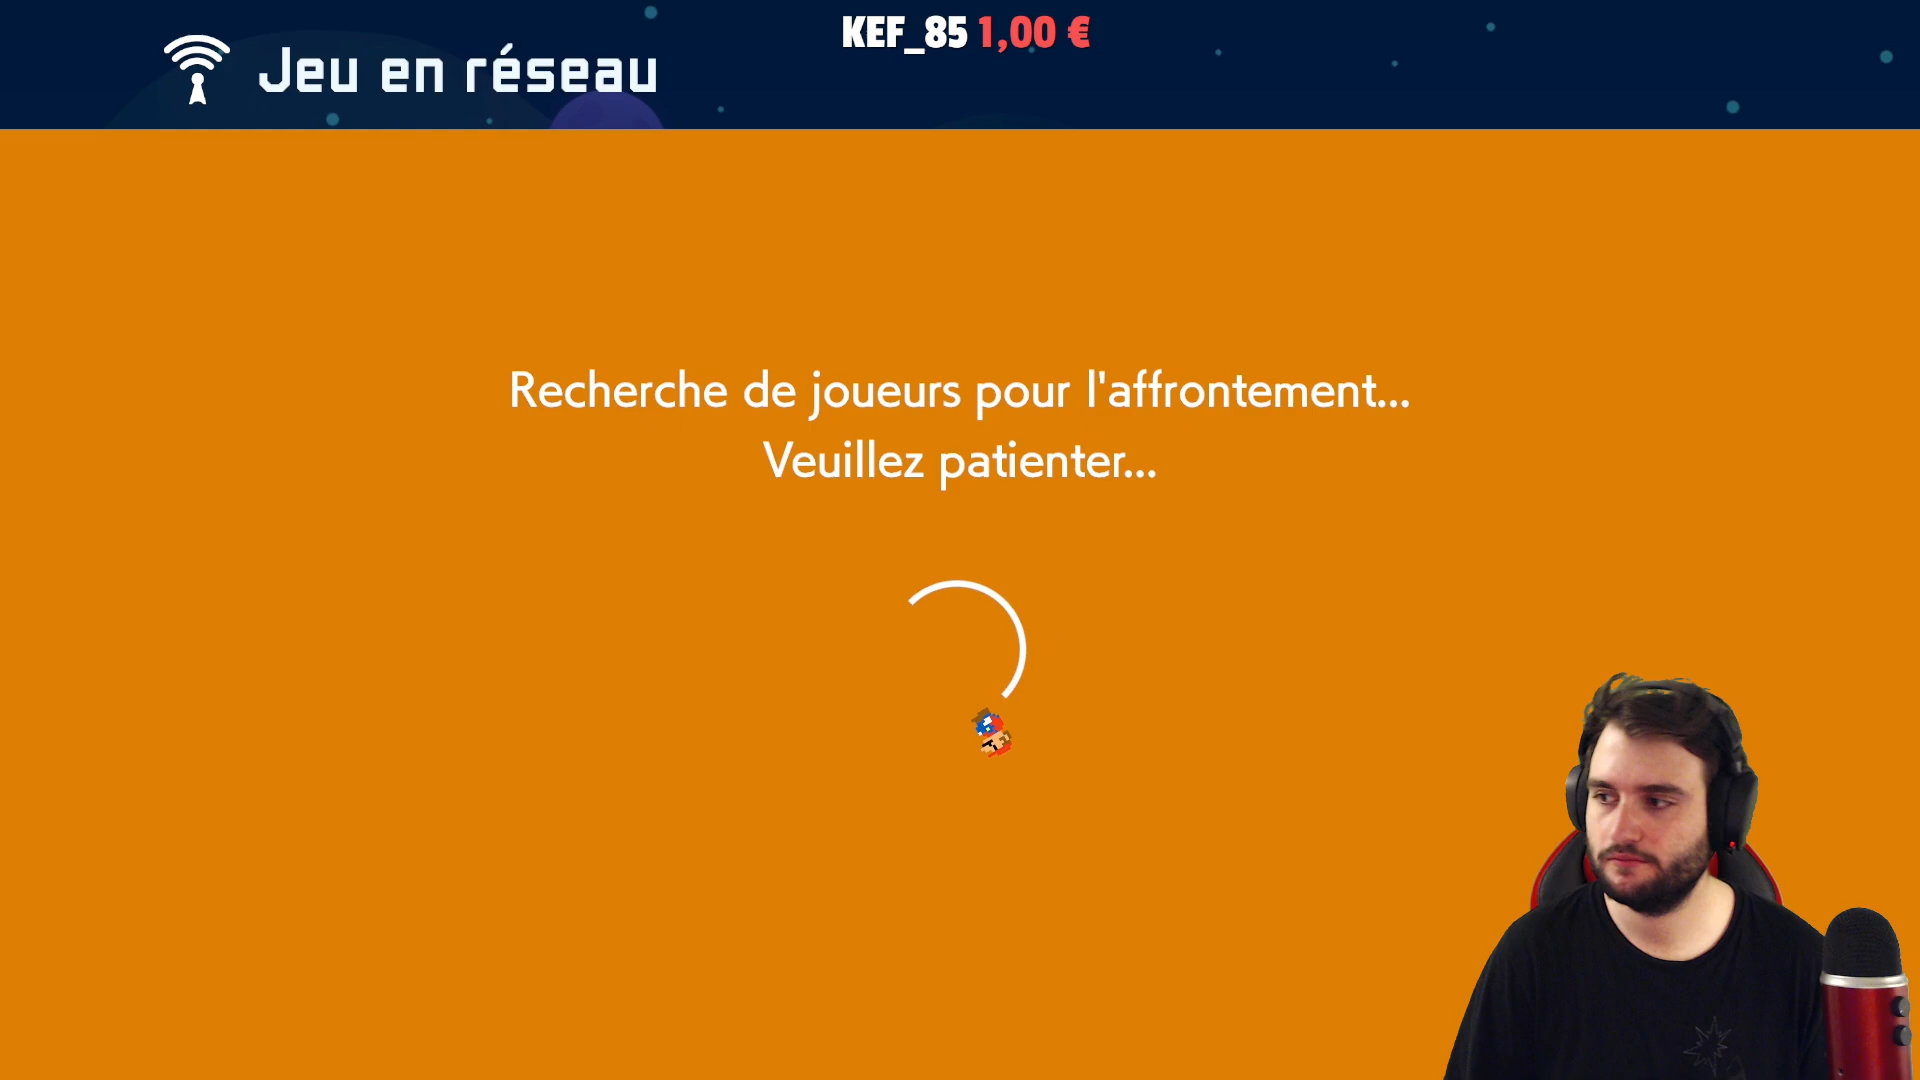 KEF_85 1,00 €
Jeu en réseau
Recherche de joueurs pour l'affrontement...
Veuillez patienter...